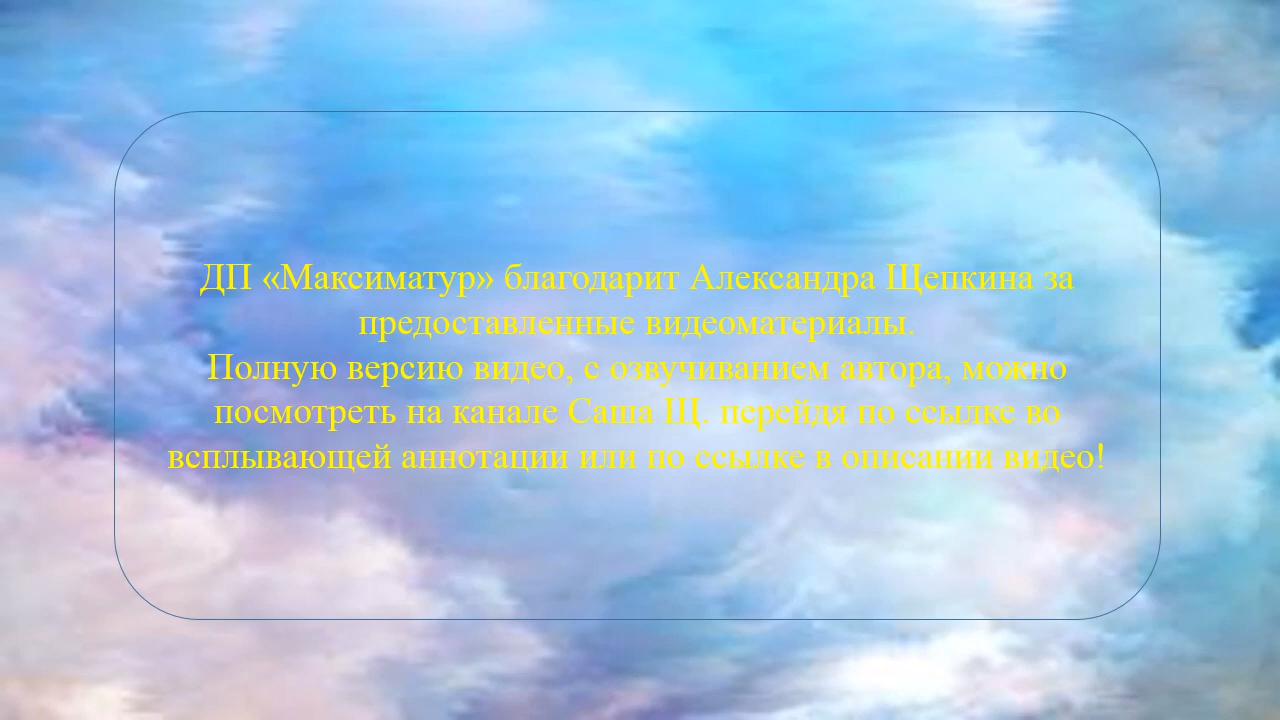 ДП «Максиматур» благодарит Александра Щепкина за
предоставленные видеоматериалы.
Полную версию видео, с озвучиванием автора, можно
посмотреть на канале Саша Щ. перейдя по ссылке во
всплывающей аннотации или по ссылке в описании видео!